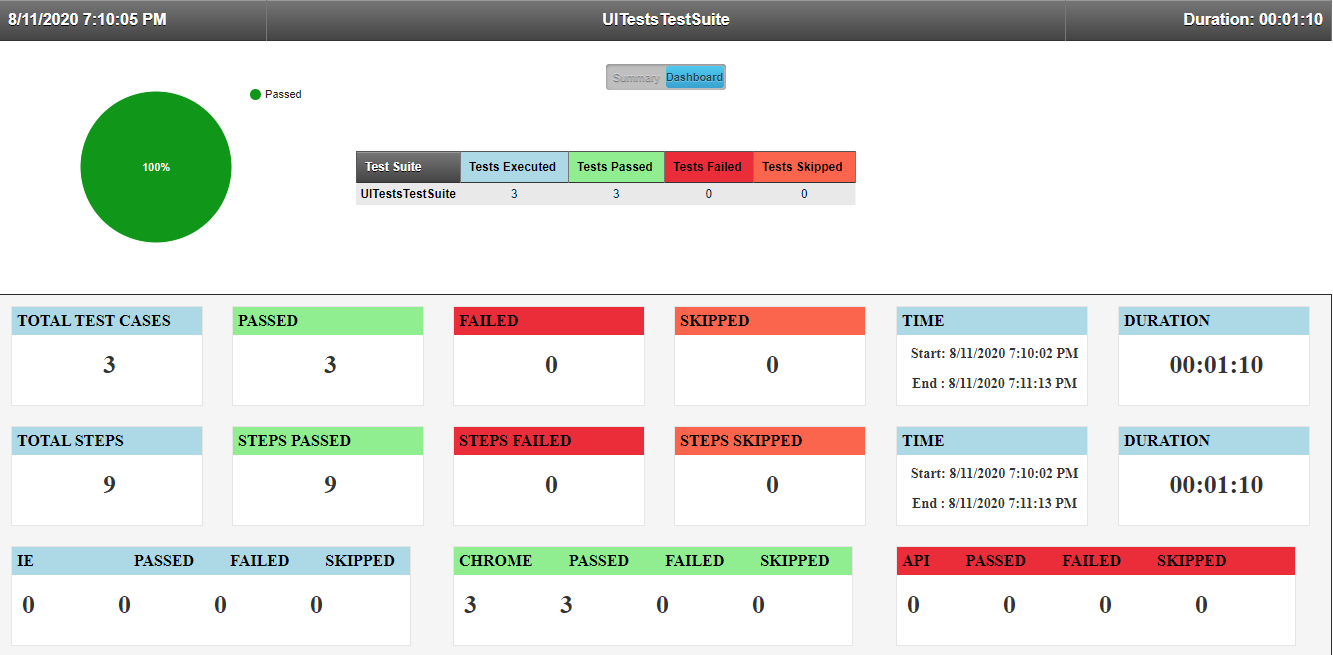 8/11/2020 7:10:05 PM UITestsTestSuite Duration: 00:01:10
Summary Dashboard
Passed
100%
Test Suite Tests Executed Tests Passed Tests Failed Tests Skipped
UITestsTestSuite 3 3 0 0
TOTAL TEST CASES PASSED FAILED SKIPPED TIME DURATION
3 3 0 0 Start: 8/11/2020 7:10:02 PM 00:01:10
End : 8/11/2020 7:11:13 PM
TOTAL STEPS STEPS PASSED STEPS FAILED STEPS SKIPPED TIME DURATION
9 9 0 0 Start: 8/11/2020 7:10:02 PM 00:01:10
End : 8/11/2020 7:11:13 PM
IE PASSED FAILED SKIPPED CHROME PASSED FAILED SKIPPED API PASSED FAILED SKIPPED
0 0 0 0 3 3 0 0 0 0 0 0